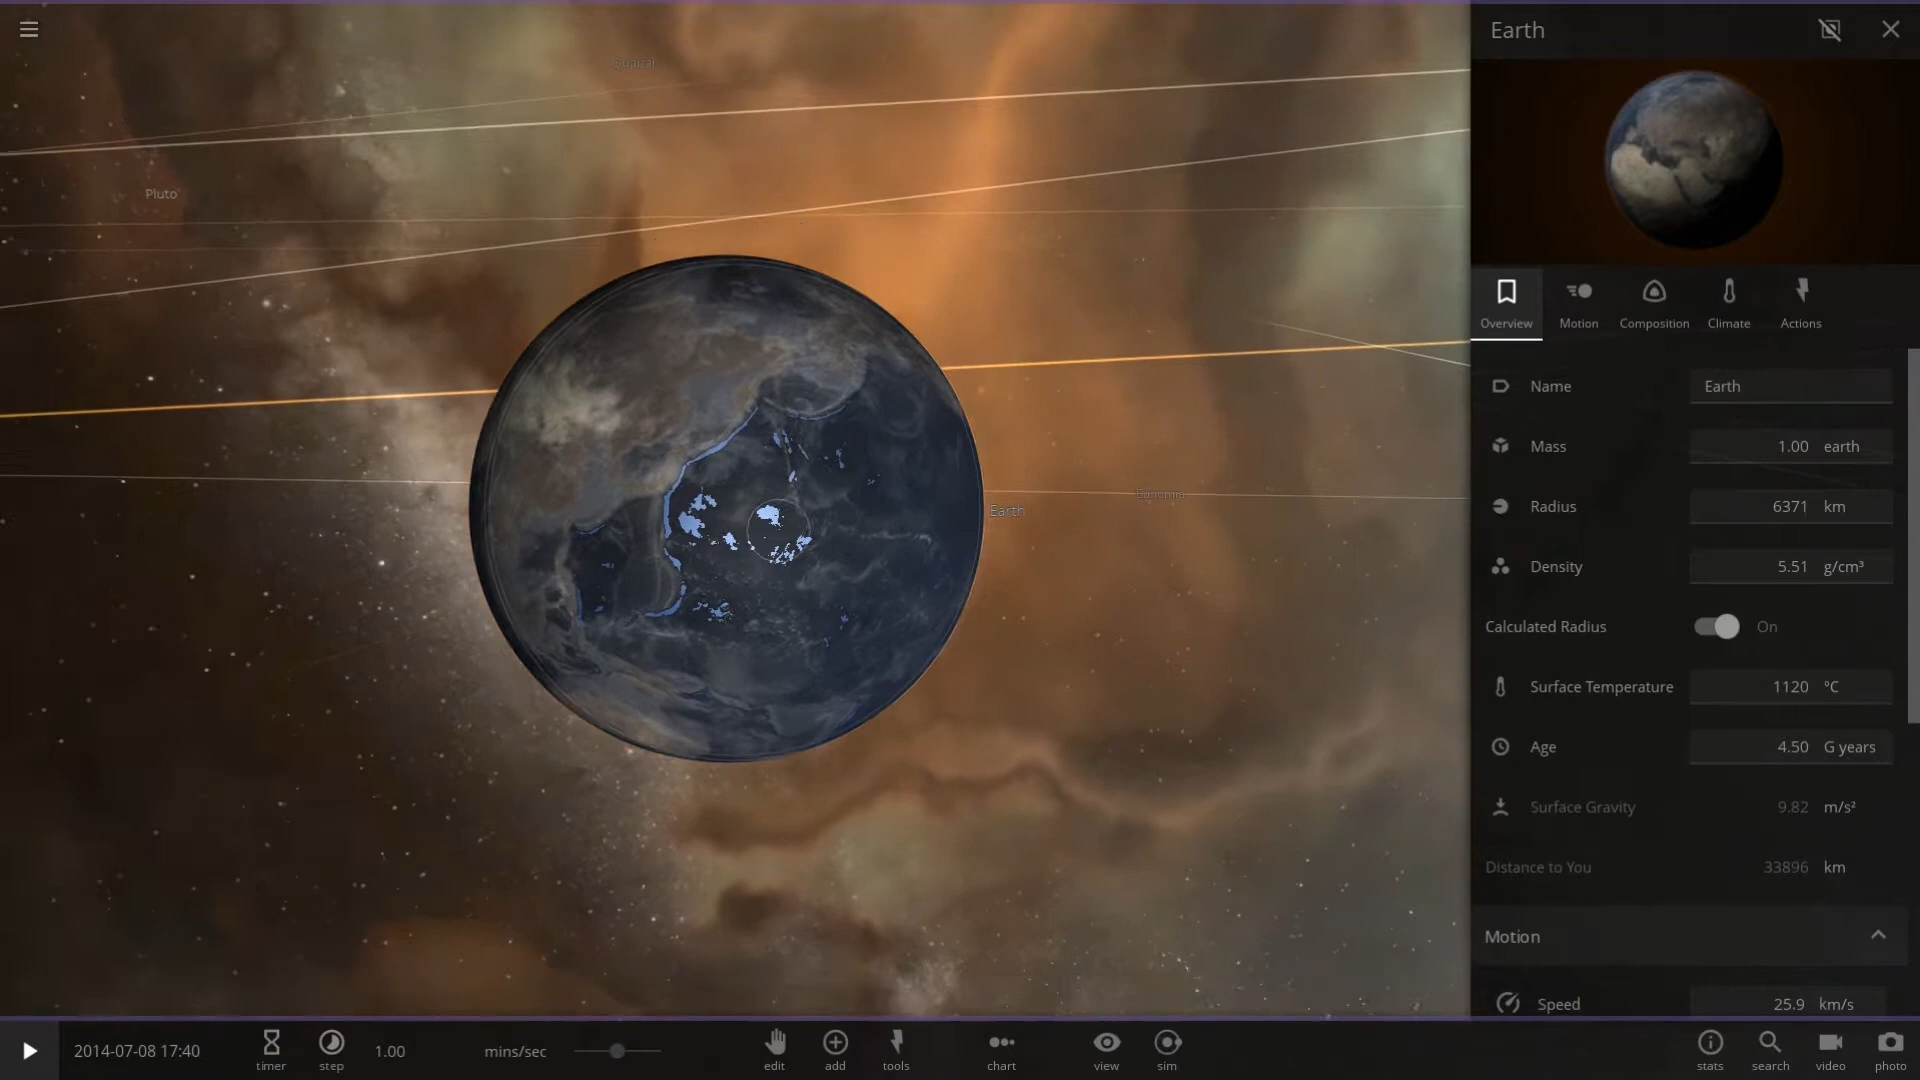 Earth
Quaoar
Pluto
Earth
Eunomia
Overview
Motion
Composition
Climate
Actions
Name Earth
Mass 1.00 earth
Radius 6371 km
Density 5.51 g/cm³
Calculated Radius On
Surface Temperature 1120 °C
Age 4.50 G years
Surface Gravity 9.82 m/s²
Distance to You 33896 km
Motion
Speed 25.9 km/s
2014-07-08 17:40
timer
step
1.00 mins/sec
edit
add
tools
chart
view
sim
stats
search
video
photo